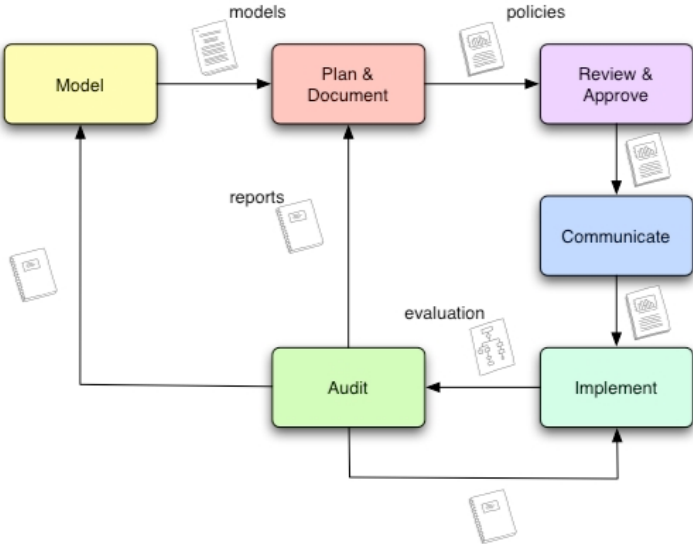 models
policies
Model
Plan &
Document
Review &
Approve
reports
Communicate
evaluation
Audit
Implement